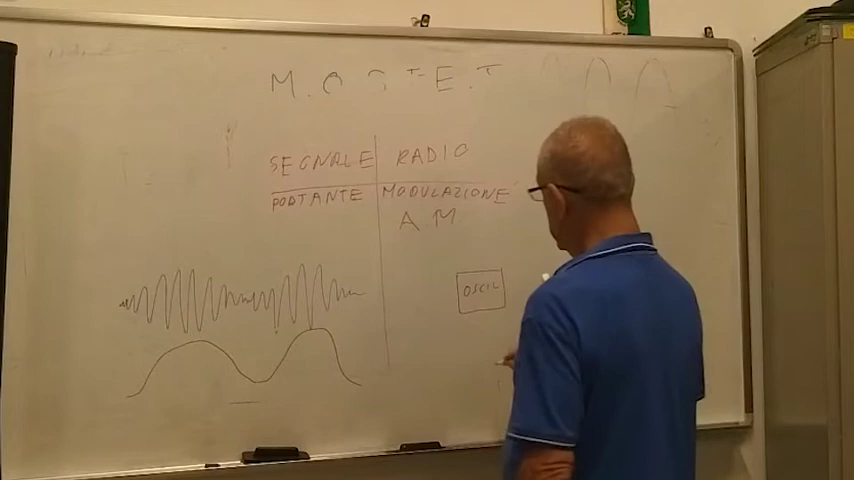 M.O S T E.T
SEGNALE RADIO
PORTANTE MODULAZIONE
A.M
OSCIL